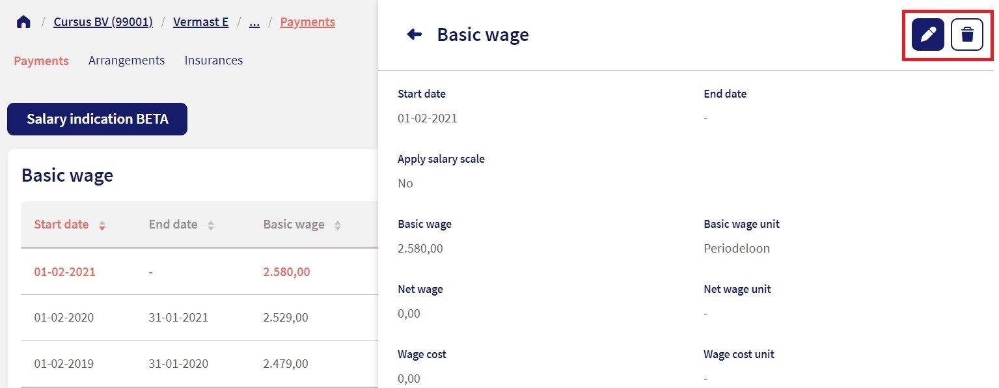 / Cursus BV (99001) / Vermast E / ... / Payments
Payments Arrangements Insurances
Salary indication BETA
Basic wage
Start date End date Basic wage
01-02-2021 - 2.580,00
01-02-2020 31-01-2021 2.529,00
01-02-2019 31-01-2020 2.479,00
Basic wage
Start date End date
01-02-2021 -
Apply salary scale
No
Basic wage Basic wage unit
2.580,00 Periodeloon
Net wage Net wage unit
0,00 -
Wage cost Wage cost unit
0,00 -